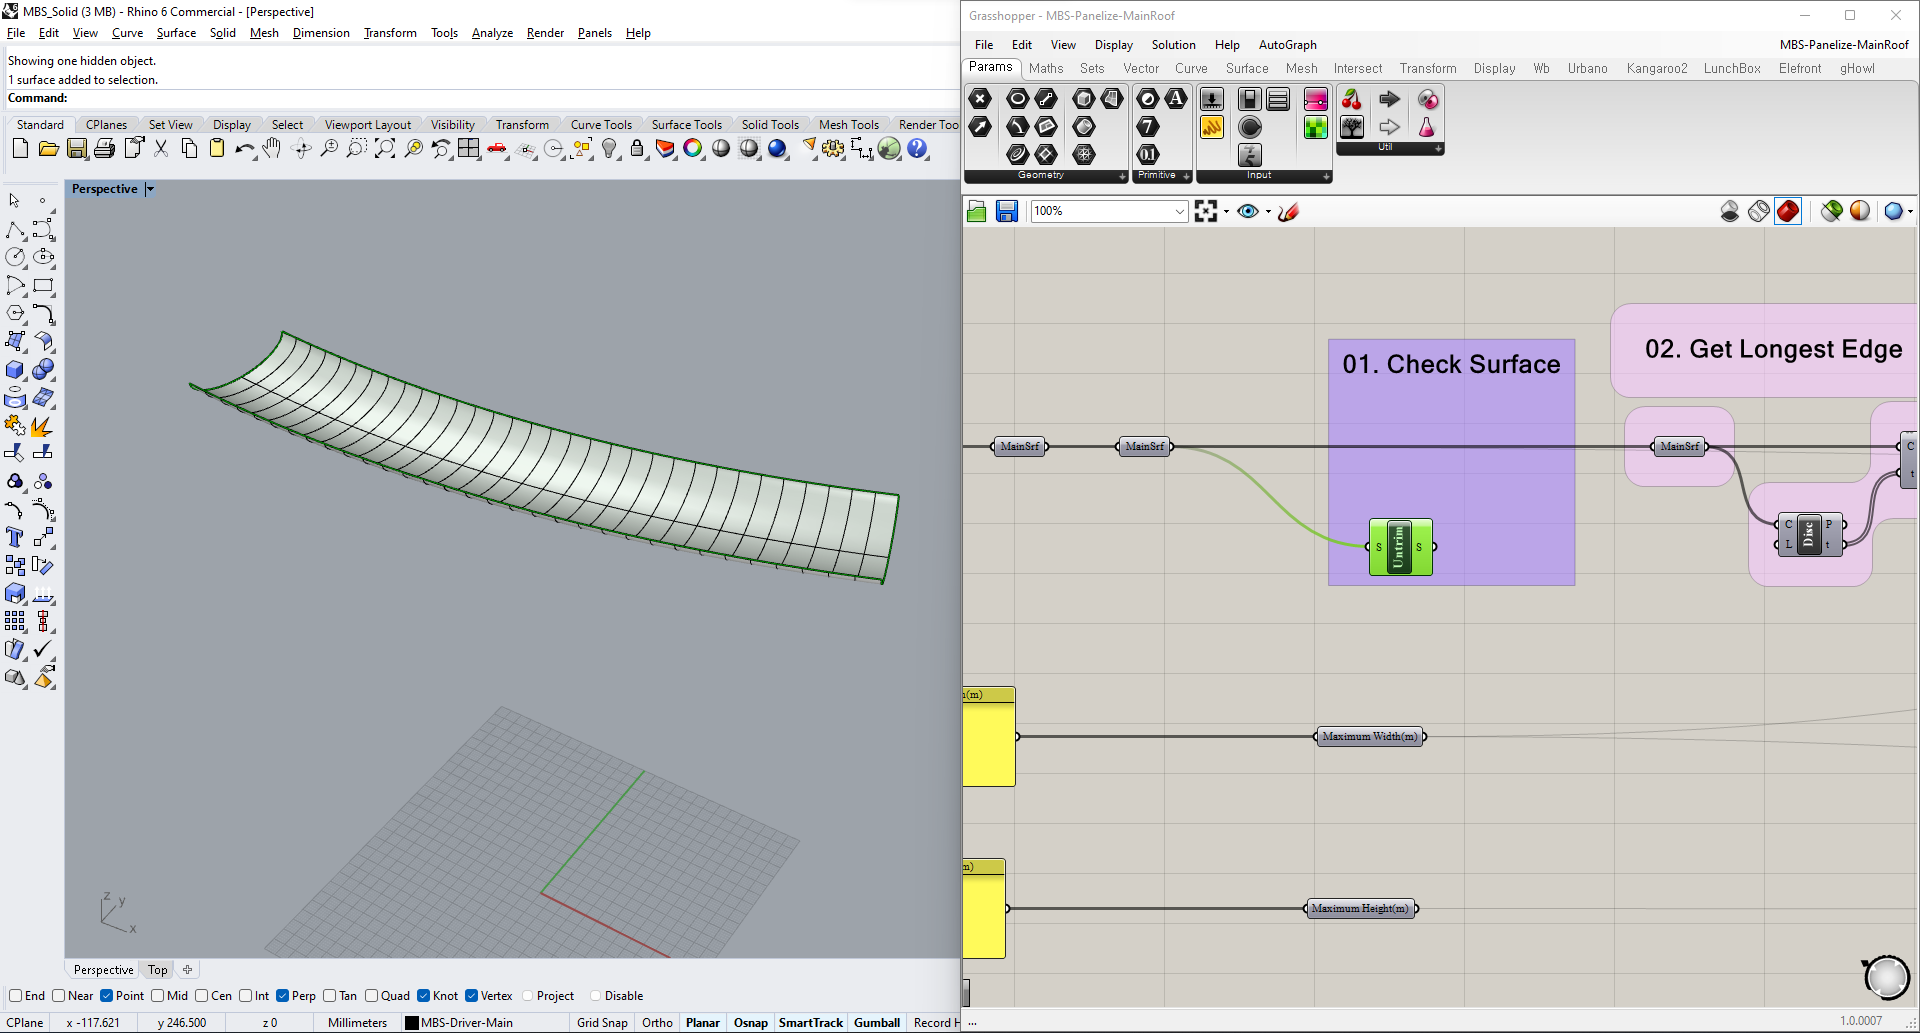 MBS_Solid (3 MB) - Rhino 6 Commercial - [Perspective]
File Edit View Curve Surface Solid Mesh Dimension Transform Tools Analyze Render Panels Help
Showing one hidden object.
1 surface added to selection.
Command:
Standard CPlanes Set View Display Select Viewport Layout Visibility Transform Curve Tools Surface Tools Solid Tools Mesh Tools Render Too
Perspective
z
y
x
Perspective Top
End Near Point Mid Cen Int Perp Tan Quad Knot Vertex Project Disable
CPlane x -117.621 y 246.500 z 0 Millimeters MBS-Driver-Main Grid Snap Ortho Planar Osnap SmartTrack Gumball Record H
Grasshopper - MBS-Panelize-MainRoof
File Edit View Display Solution Help AutoGraph MBS-Panelize-MainRoof
Params Maths Sets Vector Curve Surface Mesh Intersect Transform Display Wb Urbano Kangaroo2 LunchBox Elefront gHowl
Geometry Primitive Input Util
100%
01. Check Surface
02. Get Longest Edge
MainSrf MainSrf MainSrf
C
t
S Untrim S
C Disc P
L t
(m)
Maximum Width(m)
m)
Maximum Height(m)
...
1.0.0007